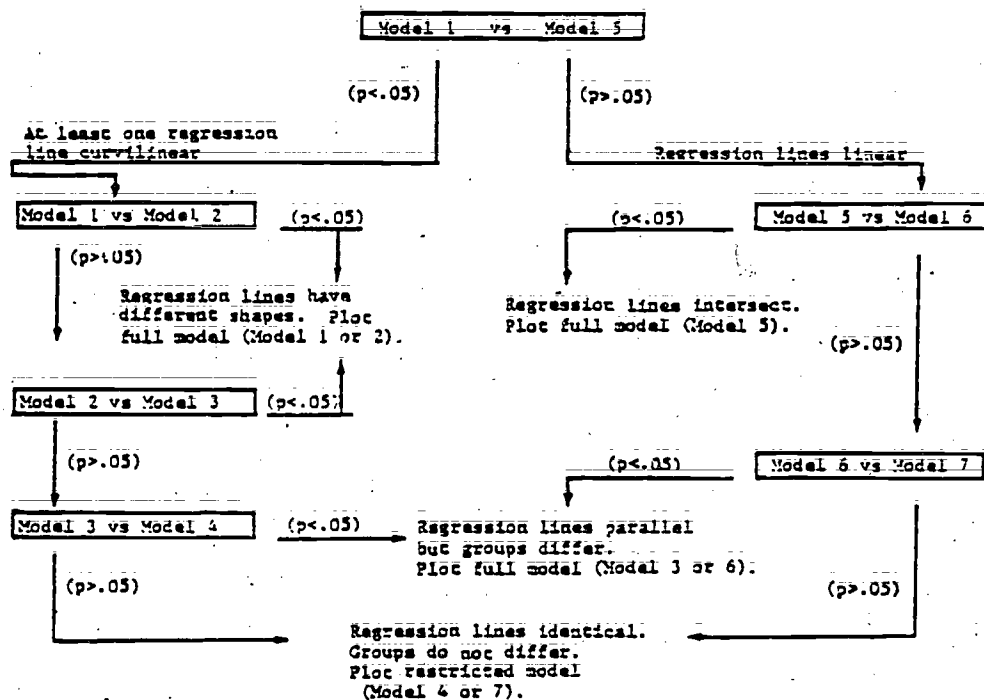 Model 1 vs Model 5
(p<.05)
(p>.05)
At least one regression
line curvilinear
Regression lines linear
Model 1 vs Model 2
(p<.05)
(p<.05)
Model 5 vs Model 6
(p>.05)
Regression lines have
different shapes. Plot
full model (Model 1 or 2).
Regression lines intersect.
Plot full model (Model 5).
(p>.05)
Model 2 vs Model 3
(p<.05)
(p>.05)
(p<.05)
Model 6 vs Model 7
Model 3 vs Model 4
(p<.05)
Regression lines parallel
but groups differ.
Plot full model (Model 3 or 6).
(p>.05)
(p>.05)
Regression lines identical.
Groups do not differ.
Plot restricted model
(Model 4 or 7).